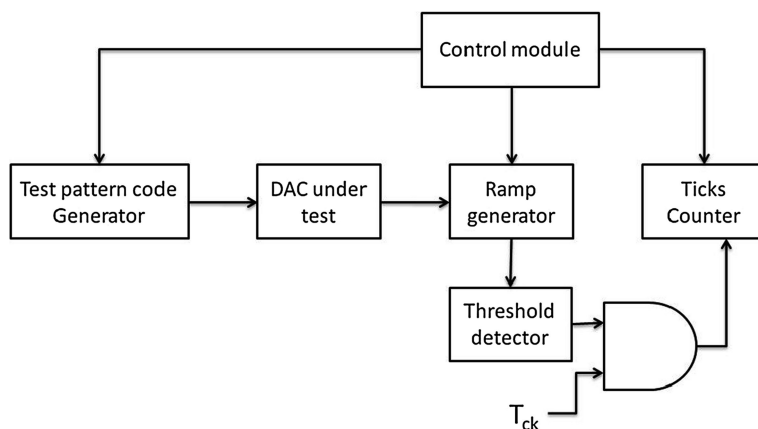 Control module
Test pattern code
Generator
DAC under
test
Ramp
generator
Ticks
Counter
Threshold
detector
Tck